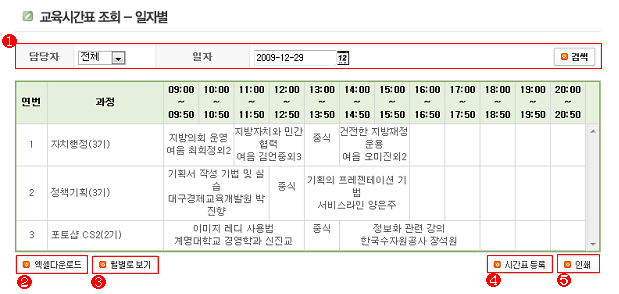 교육시간표 조회 – 일자별
1
담당자 전체 일자 2009-12-29 12 검색
연번 과정 09:00 ~ 09:50 10:00 ~ 10:50 11:00 ~ 11:50 12:00 ~ 12:50 13:00 ~ 13:50 14:00 ~ 14:50 15:00 ~ 15:50 16:00 ~ 16:50 17:00 ~ 17:50 18:00 ~ 18:50 19:00 ~ 19:50 20:00 ~ 20:50
1 자치행정(3기)
지방의회 운영
여음 최희정외2
지방자치와 민간
협력
여음 김언중외3
중식
건전한 지방재정
운용
여음 오미진외2
2 정책기획(3기)
기획서 작성 기법 및 실
습
대구경제교육개발원 박
진향
중식
기획의 프레젠테이션 기
법
서비스라인 양은주
3 포토샵 CS2(2기)
이미지 레디 사용법
계명대학교 경영학과 신진교
중식
정보화 관련 강의
한국수자원공사 장석원
엑셀다운로드 월별로 보기 시간표 등록 인쇄
2 3 4 5